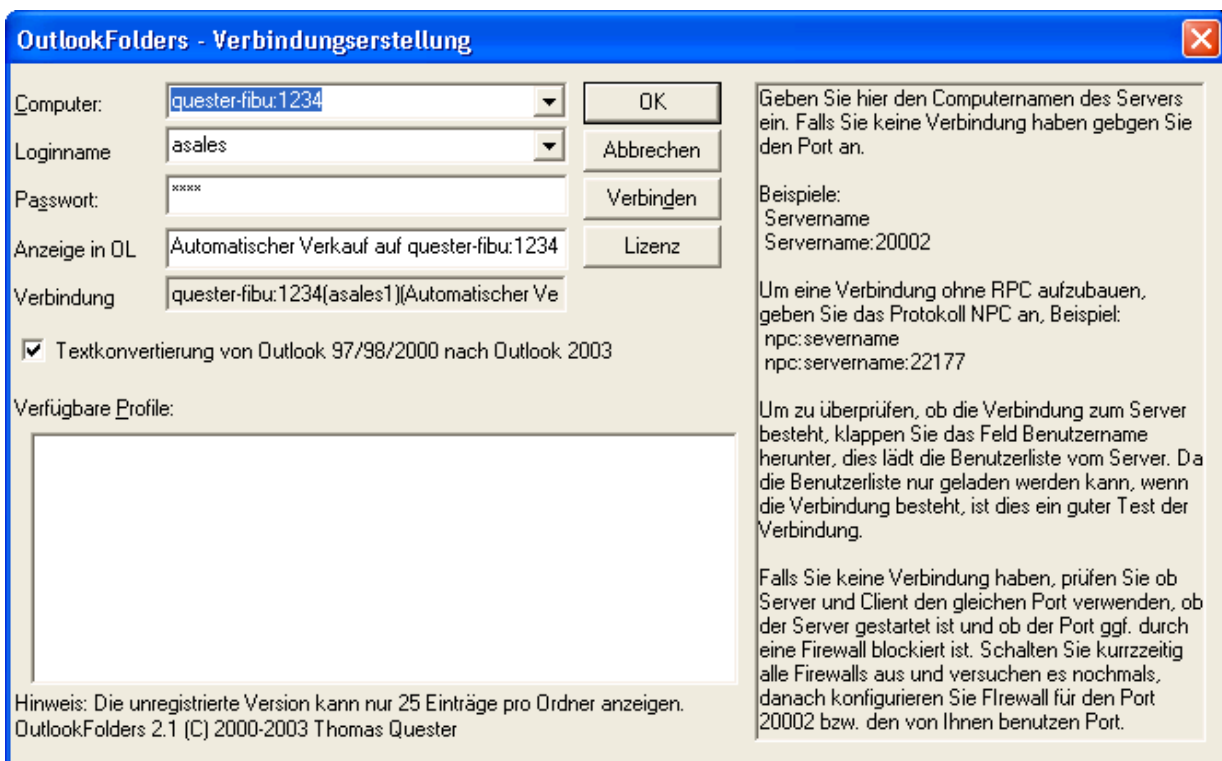 OutlookFolders - Verbindungserstellung
Computer:
quester-fibu:1234
OK
Loginname
asales
Abbrechen
Passwort:
****
Verbinden
Anzeige in OL
Automatischer Verkauf auf quester-fibu:1234
Lizenz
Verbindung
quester-fibu:1234(asales1)(Automatischer Ve
Textkonvertierung von Outlook 97/98/2000 nach Outlook 2003
Verfügbare Profile:
Hinweis: Die unregistrierte Version kann nur 25 Einträge pro Ordner anzeigen.
OutlookFolders 2.1 (C) 2000-2003 Thomas Quester
Geben Sie hier den Computernamen des Servers
ein. Falls Sie keine Verbindung haben gebgen Sie
den Port an.
Beispiele:
Servername
Servername:20002
Um eine Verbindung ohne RPC aufzubauen,
geben Sie das Protokoll NPC an, Beispiel:
npc:severname
npc:servername:22177
Um zu überprüfen, ob die Verbindung zum Server
besteht, klappen Sie das Feld Benutzername
herunter, dies lädt die Benutzerliste vom Server. Da
die Benutzerliste nur geladen werden kann, wenn
die Verbindung besteht, ist dies ein guter Test der
Verbindung.
Falls Sie keine Verbindung haben, prüfen Sie ob
Server und Client den gleichen Port verwenden, ob
der Server gestartet ist und ob der Port ggf. durch
eine Firewall blockiert ist. Schalten Sie kurrzzeitig
alle Firewalls aus und versuchen es nochmals,
danach konfigurieren Sie FIrewall für den Port
20002 bzw. den von Ihnen benutzen Port.